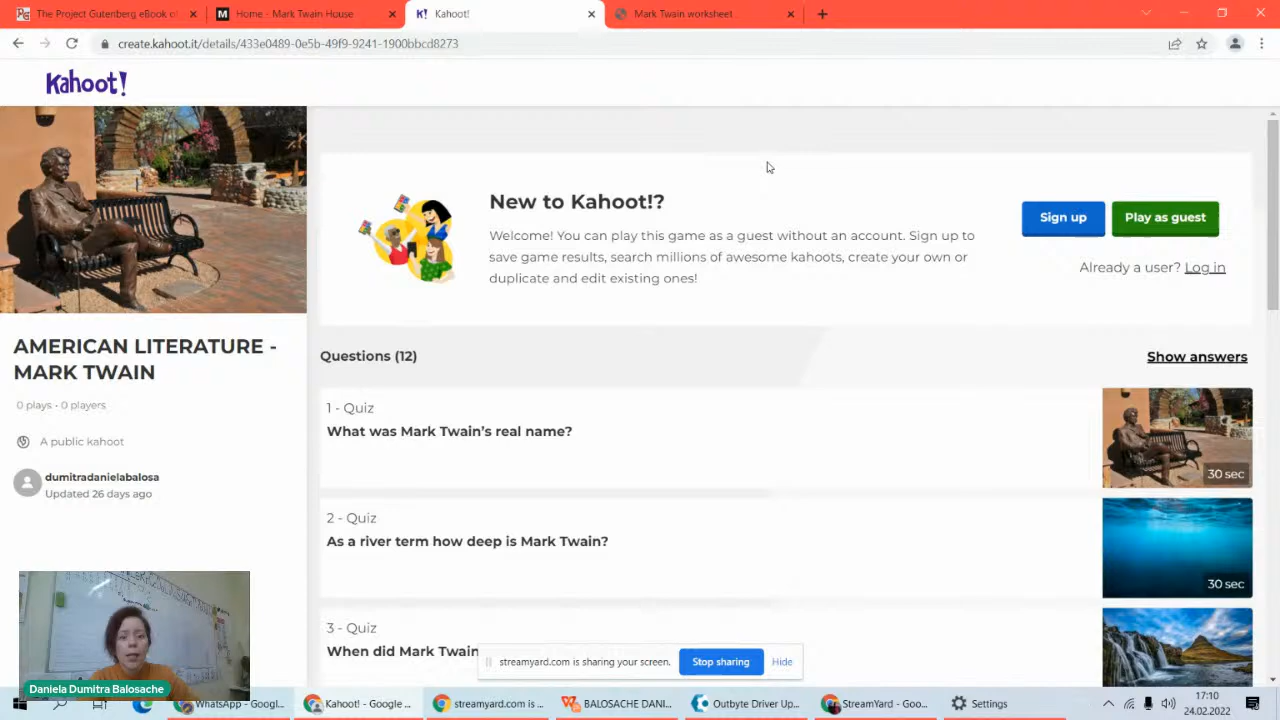 The Project Gutenberg eBook of
Home - Mark Twain House
Kahoot!
Mark Twain worksheet
create.kahoot.it/details/433e0489-0e5b-49f9-9241-1900bbcd8273
Kahoot!
New to Kahoot!?
Welcome! You can play this game as a guest without an account. Sign up to
save game results, search millions of awesome kahoots, create your own or
duplicate and edit existing ones!
Sign up
Play as guest
Already a user? Log in
AMERICAN LITERATURE -
MARK TWAIN
0 plays • 0 players
A public kahoot
dumitradanielabalosa
Updated 26 days ago
Questions (12)
Show answers
1 - Quiz
What was Mark Twain's real name?
30 sec
2 - Quiz
As a river term how deep is Mark Twain?
30 sec
3 - Quiz
When did Mark Twain
streamyard.com is sharing your screen.
Stop sharing
Hide
Daniela Dumitra Balosache
WhatsApp - Googl...
Kahoot! - Google ...
streamyard.com is ...
BALOSACHE DANI...
Outbyte Driver Up...
StreamYard - Goo...
Settings
17:10
24.02.2022